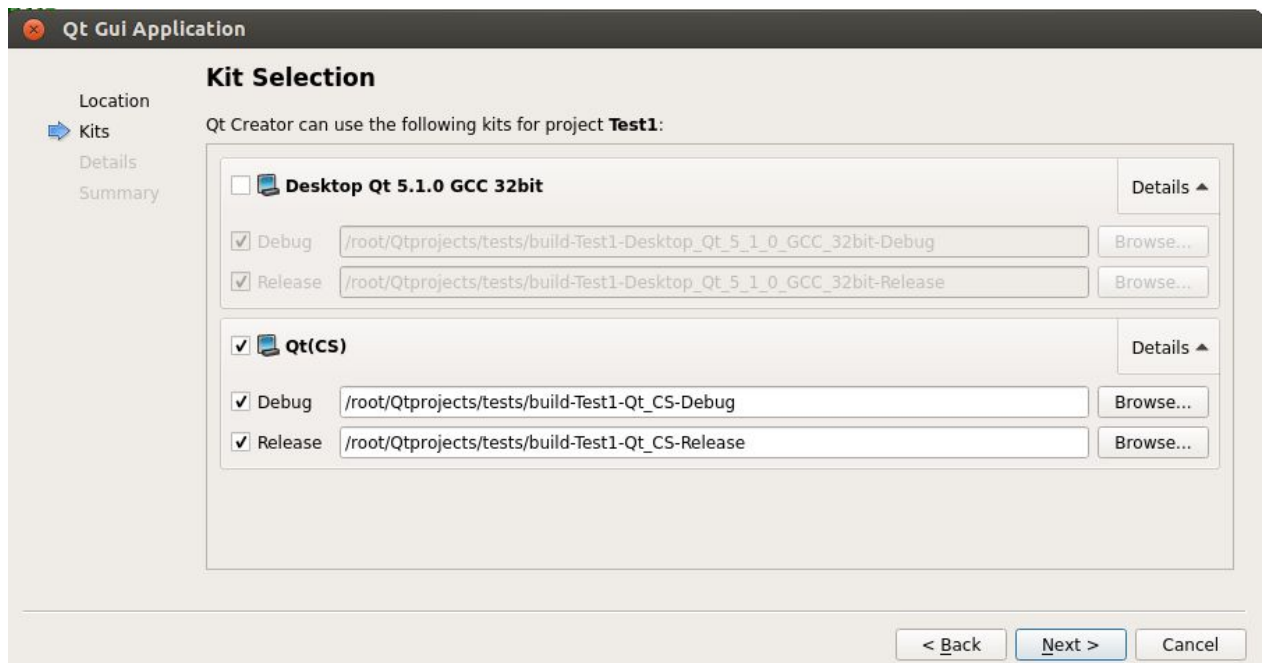 Qt Gui Application
Location
Kits
Details
Summary
Kit Selection
Qt Creator can use the following kits for project Test1:
Desktop Qt 5.1.0 GCC 32bit
Details
Debug /root/Qtprojects/tests/build-Test1-Desktop_Qt_5_1_0_GCC_32bit-Debug Browse...
Release /root/Qtprojects/tests/build-Test1-Desktop_Qt_5_1_0_GCC_32bit-Release Browse...
Qt(CS)
Details
Debug /root/Qtprojects/tests/build-Test1-Qt_CS-Debug Browse...
Release /root/Qtprojects/tests/build-Test1-Qt_CS-Release Browse...
< Back Next > Cancel